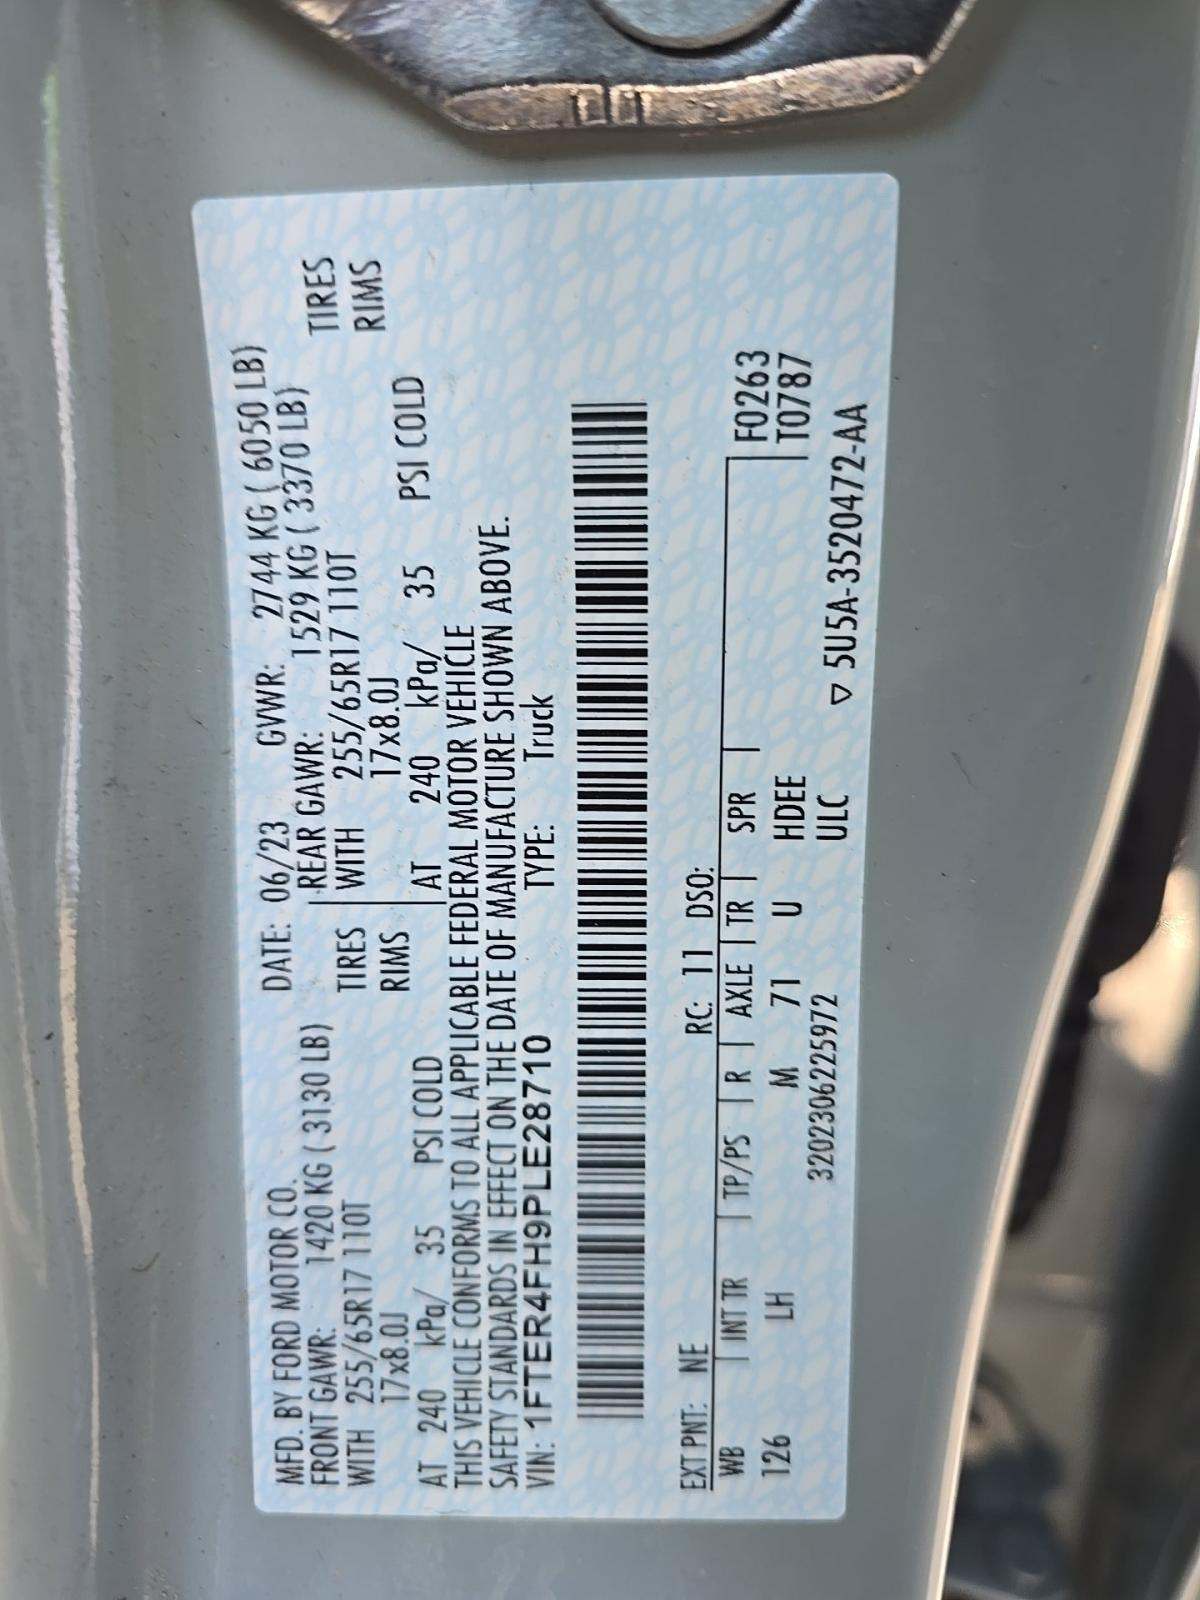 MFD. BY FORD MOTOR CO. DATE: 06/23 GVWR: 2744 KG ( 6050 LB)
FRONT GAWR: 1420 KG ( 3130 LB) REAR GAWR: 1529 KG ( 3370 LB)
WITH 255/65R17 110T TIRES WITH 255/65R17 110T TIRES
17x8.0J RIMS 17x8.0J RIMS
AT 240 kPa/ 35 PSI COLD AT 240 kPa/ 35 PSI COLD
THIS VEHICLE CONFORMS TO ALL APPLICABLE FEDERAL MOTOR VEHICLE
SAFETY STANDARDS IN EFFECT ON THE DATE OF MANUFACTURE SHOWN ABOVE.
VIN: 1FTER4FH9PLE28710 TYPE: Truck
EXT PNT: NE RC: 11 DSO:
WB INT TR TP/PS R AXLE TR SPR F0263
126 LH M 71 U HDEE T0787
3202306225972 ULC ▽ 5U5A-3520472-AA